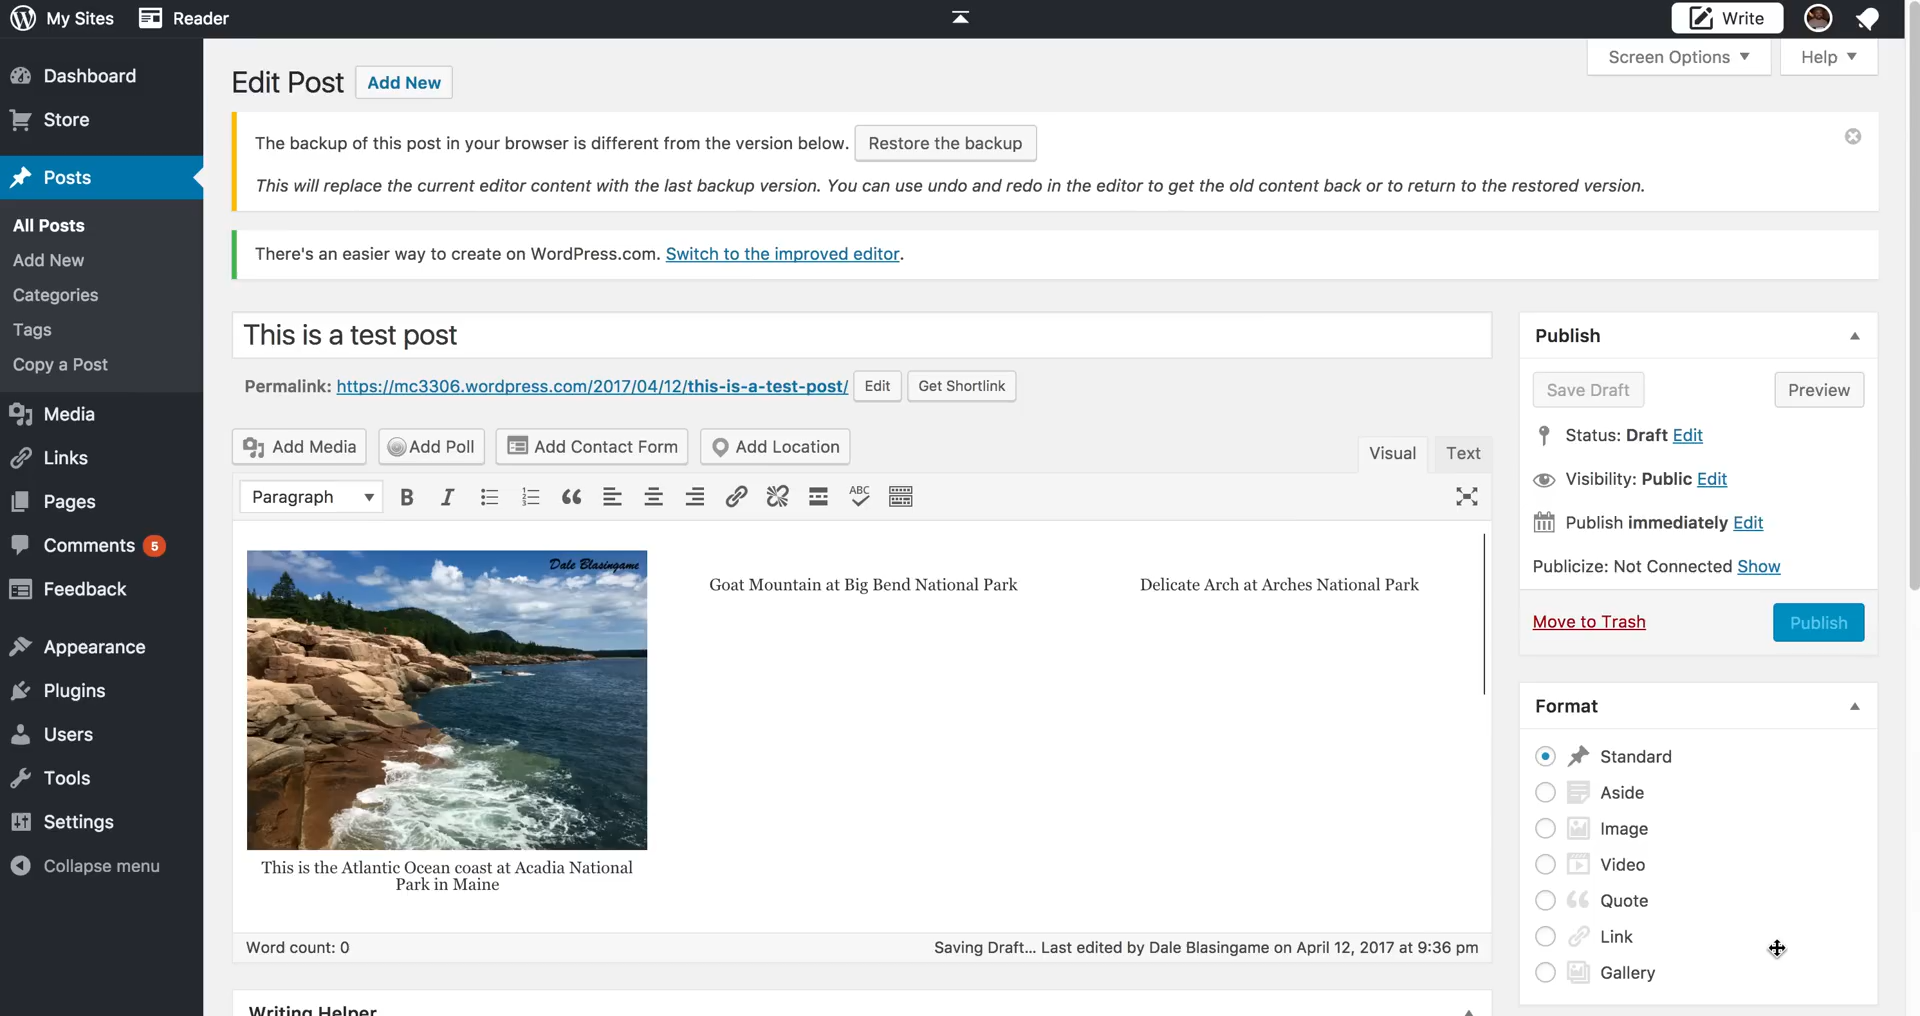 My Sites
Reader
Write
Screen Options
Help
Dashboard
Store
Posts
All Posts
Add New
Categories
Tags
Copy a Post
Media
Links
Pages
Comments 5
Feedback
Appearance
Plugins
Users
Tools
Settings
Collapse menu
Edit Post
Add New
The backup of this post in your browser is different from the version below. Restore the backup
This will replace the current editor content with the last backup version. You can use undo and redo in the editor to get the old content back or to return to the restored version.
There's an easier way to create on WordPress.com. Switch to the improved editor.
This is a test post
Permalink: https://mc3306.wordpress.com/2017/04/12/this-is-a-test-post/ Edit Get Shortlink
Add Media Add Poll Add Contact Form Add Location
Visual Text
Paragraph B I ABC
Dale Blasingame
This is the Atlantic Ocean coast at Acadia National
Park in Maine
Goat Mountain at Big Bend National Park
Delicate Arch at Arches National Park
Word count: 0
Saving Draft... Last edited by Dale Blasingame on April 12, 2017 at 9:36 pm
Writing Helper
Publish
Save Draft Preview
Status: Draft Edit
Visibility: Public Edit
Publish immediately Edit
Publicize: Not Connected Show
Move to Trash Publish
Format
Standard
Aside
Image
Video
Quote
Link
Gallery